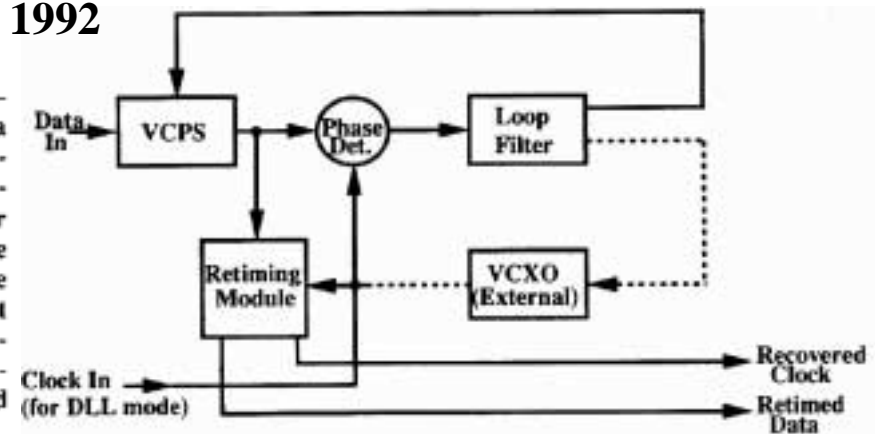 1992
Data
In
VCPS
Phase
Det.
Loop
Filter
Retiming
Module
VCXO
(External)
Clock In
(for DLL mode)
Recovered
Clock
Retimed
Data